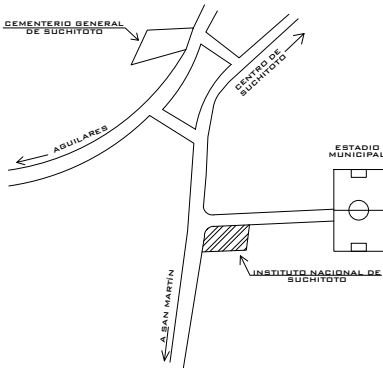 CEMENTERIO GENERAL
DE SUCHITOTO
CENTRO DE
SUCHITOTO
AGUILARES
ESTADIO
MUNICIPAL
INSTITUTO NACIONAL DE
SUCHITOTO
A SAN MARTÍN